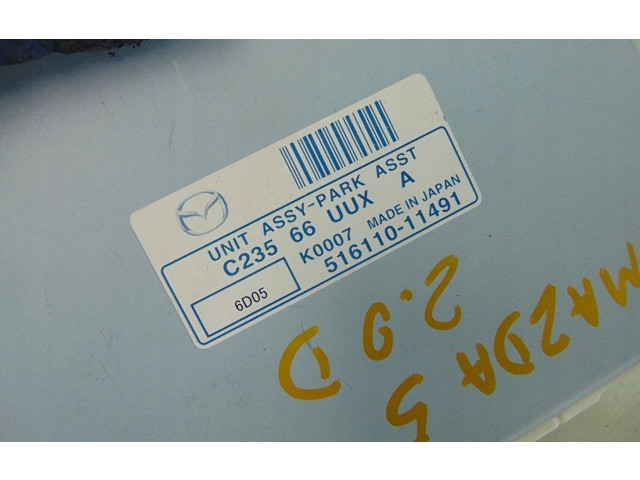 UNIT ASSY-PARK ASST
C235 66 UUX A
K0007 MADE IN JAPAN
6D05
516110-11491
MAZDA 5
2.0 D